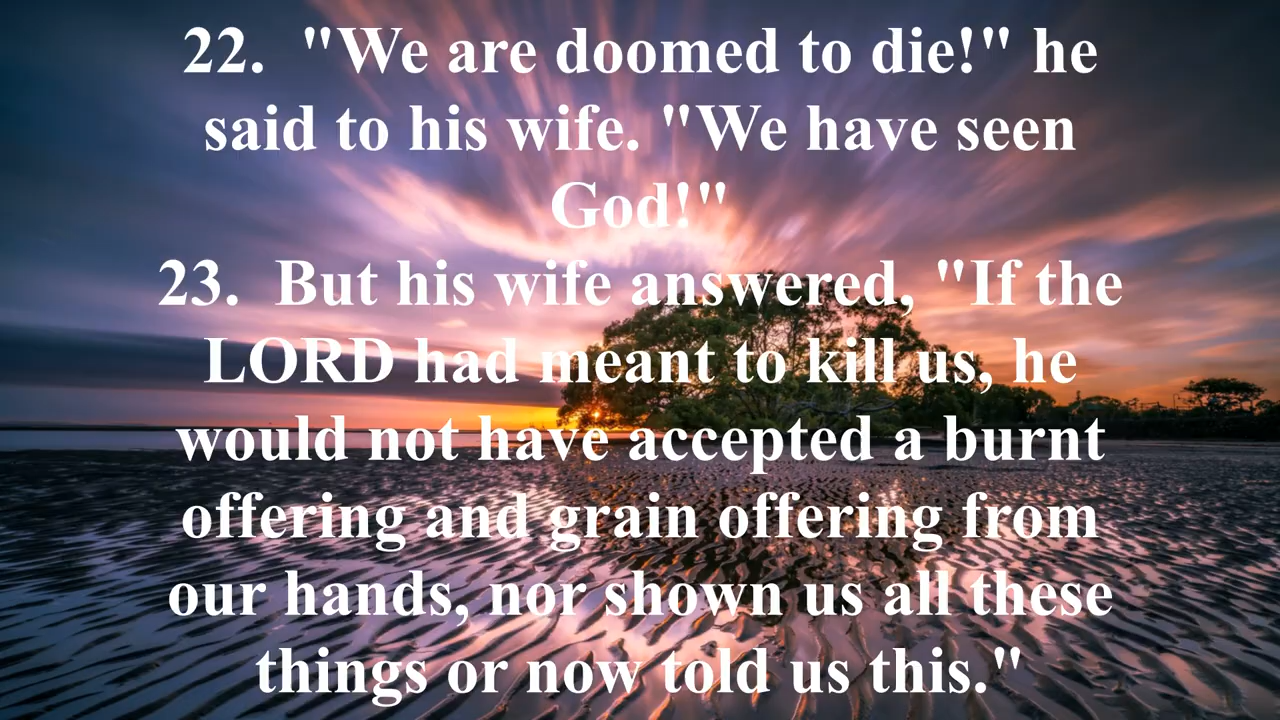 22.  "We are doomed to die!" he
said to his wife. "We have seen
God!"
23.  But his wife answered, "If the
LORD had meant to kill us, he
would not have accepted a burnt
offering and grain offering from
our hands, nor shown us all these
things or now told us this."